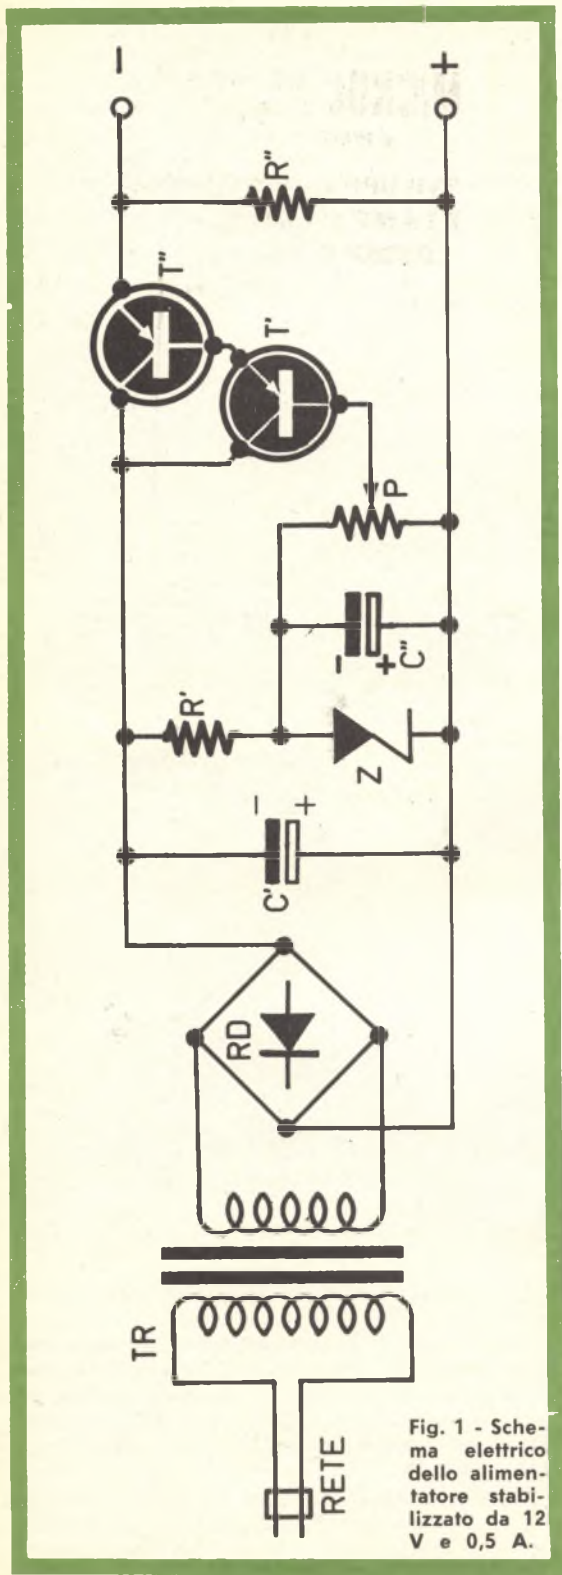 -
+
R"
T"
T'
P
R'
- + C"
Z
- +
C'
RD
TR
RETE
Fig. 1 - Sche-
ma elettrico
dello alimen-
tatore stabi-
lizzato da 12
V e 0,5 A.